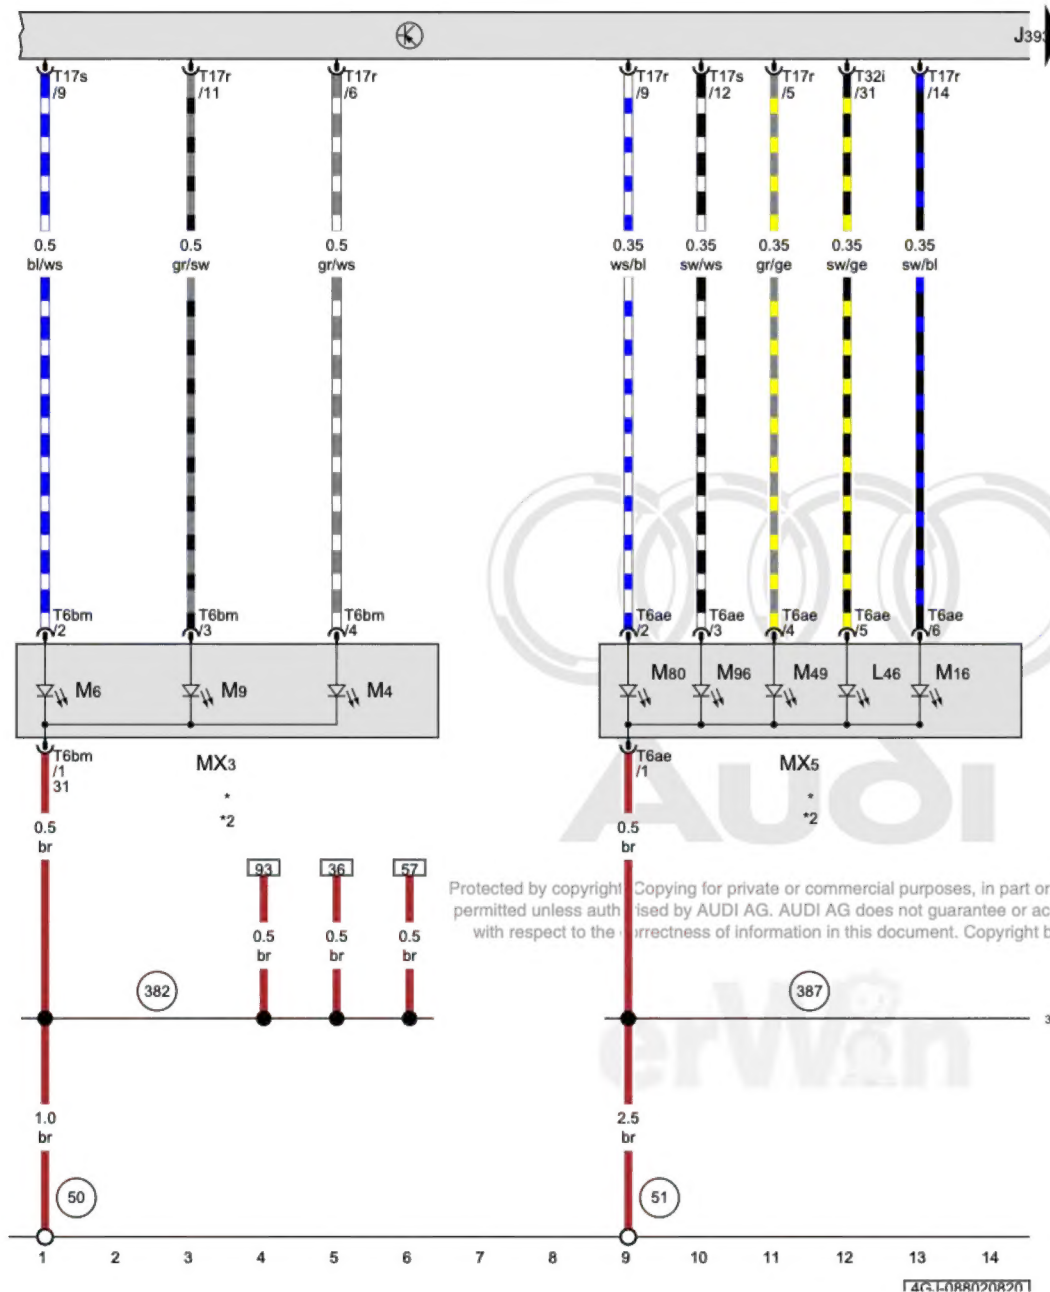 J393
T17s T17r T17r T17r T17s T17r T32i T17r
/9 /11 /6 /9 /12 /5 /31 /14
0.5 0.5 0.5 0.35 0.35 0.35 0.35 0.35
bl/ws gr/sw gr/ws ws/bl sw/ws gr/ge sw/ge sw/bl
T6bm T6bm T6bm T6ae T6ae T6ae T6ae T6ae
/2 /3 /4 /2 /3 /4 /5 /6
M6 M9 M4 M80 M96 M49 L46 M16
T6bm MX3 T6ae MX5
/1 /1
31
* *
*2 *2
0.5 0.5
br br
Audi
93 36 57
Protected by copyright. Copying for private or commercial purposes, in part or
permitted unless authorised by AUDI AG. AUDI AG does not guarantee or ac
with respect to the correctness of information in this document. Copyright b
0.5 0.5 0.5
br br br
382 387
3
erWin
1.0 2.5
br br
50 51
1 2 3 4 5 6 7 8 9 10 11 12 13 14
4GJ-088020820